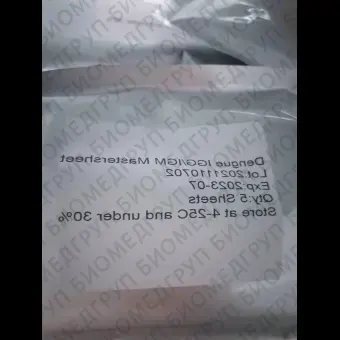 Dengue IGG/IGM Mastersheet
Lot 2021110702
Exp 2023-07
Qty:5 Sheets
Store at 4-25C and under 30%
БИОМЕДГРУП